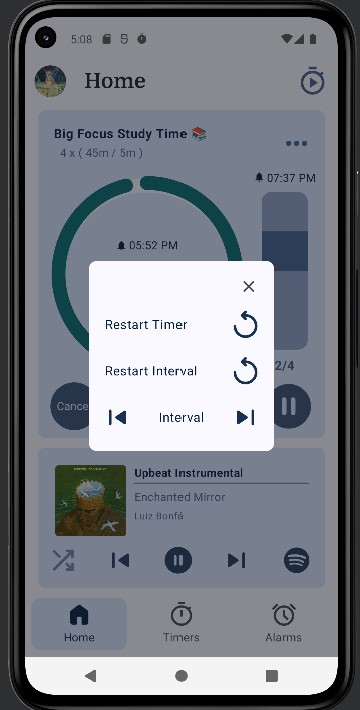 5:08
Home
Big Focus Study Time 📚
4 x ( 45m / 5m )
07:37 PM
05:52 PM
Restart Timer
Restart Interval
Interval
2/4
Cance
Upbeat Instrumental
Enchanted Mirror
Luiz Bonfá
Home
Timers
Alarms